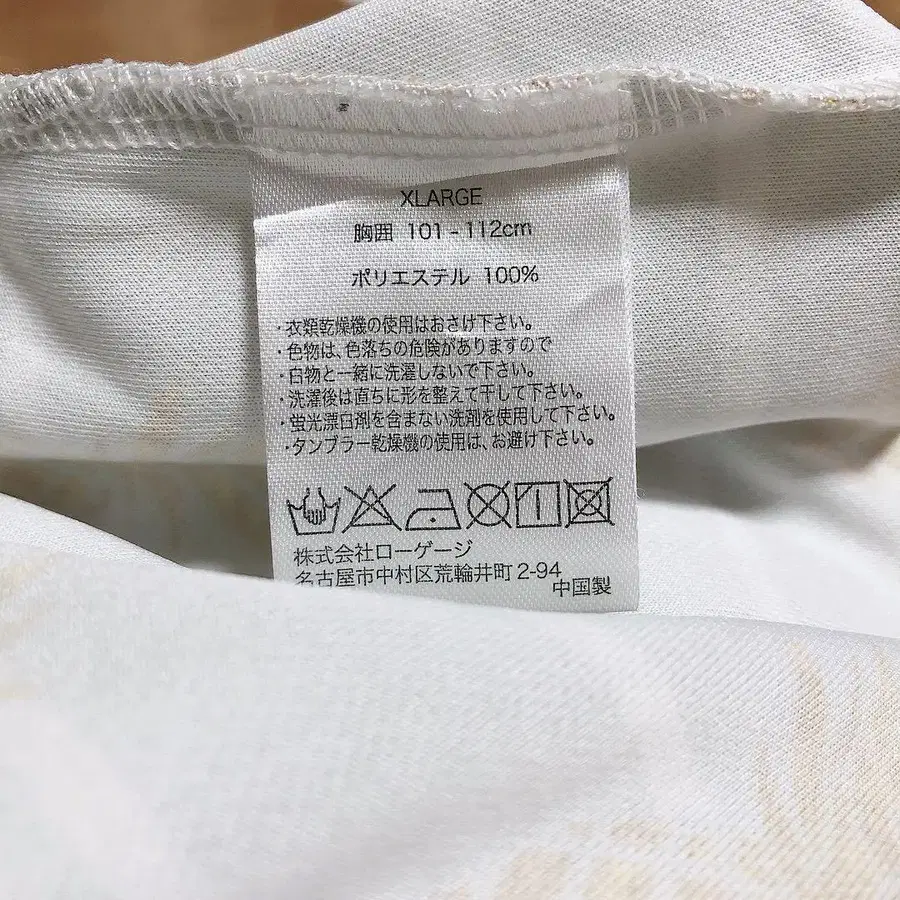 XLARGE
胸囲 101 - 112cm
ポリエステル 100%
・衣類乾燥機の使用はおさけ下さい。
・色物は、色落ちの危険がありますので
・白物と一緒に洗濯しないで下さい。
・洗濯後は直ちに形を整えて干して下さい。
・蛍光漂白剤を含まない洗剤を使用して下さい。
・タンブラー乾燥機の使用は、お避け下さい。
株式会社ローゲージ
名古屋市中村区荒輪井町2-94
中国製